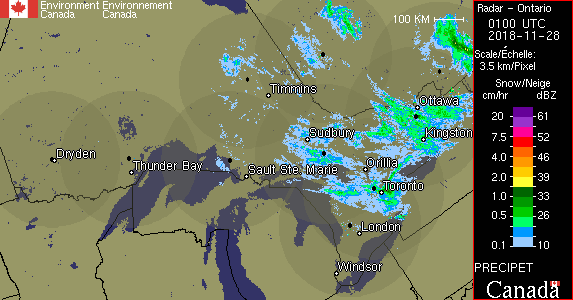 Environment Environnement
Canada Canada
100 KM
Timmins
Ottawa
Sudbury
Kingston
Dryden
Thunder Bay
Sault Ste. Marie
Orillia
Toronto
London
Windsor
Radar - Ontario
0100 UTC
2018-11-28
Scale/Échelle:
3.5 km/Pixel
Snow/Neige
cm/hr dBZ
20 61
7.5 52
4.0 46
2.0 39
1.0 33
0.5 26
0.1 10
PRECIPET
Canada